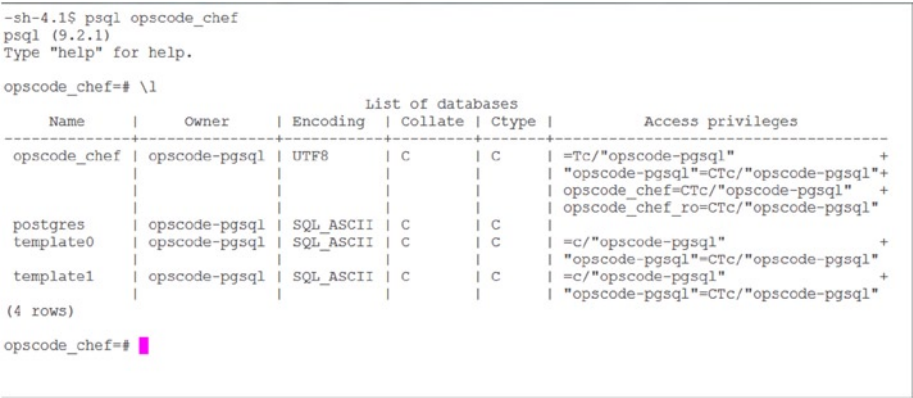 -sh-4.1$ psql opscode_chef
psql (9.2.1)
Type "help" for help.
opscode_chef=# \l
List of databases
Name | Owner | Encoding | Collate | Ctype | Access privileges
opscode_chef | opscode-pgsql | UTF8 | C | C | =Tc/"opscode-pgsql" +
| | | | | "opscode-pgsql"=CTc/"opscode-pgsql"+
| | | | | opscode_chef=CTc/"opscode-pgsql" +
| | | | | opscode_chef_ro=CTc/"opscode-pgsql"
postgres | opscode-pgsql | SQL_ASCII | C | C |
template0 | opscode-pgsql | SQL_ASCII | C | C | =c/"opscode-pgsql" +
| | | | | "opscode-pgsql"=CTc/"opscode-pgsql"
template1 | opscode-pgsql | SQL_ASCII | C | C | =c/"opscode-pgsql" +
| | | | | "opscode-pgsql"=CTc/"opscode-pgsql"
(4 rows)
opscode_chef=#